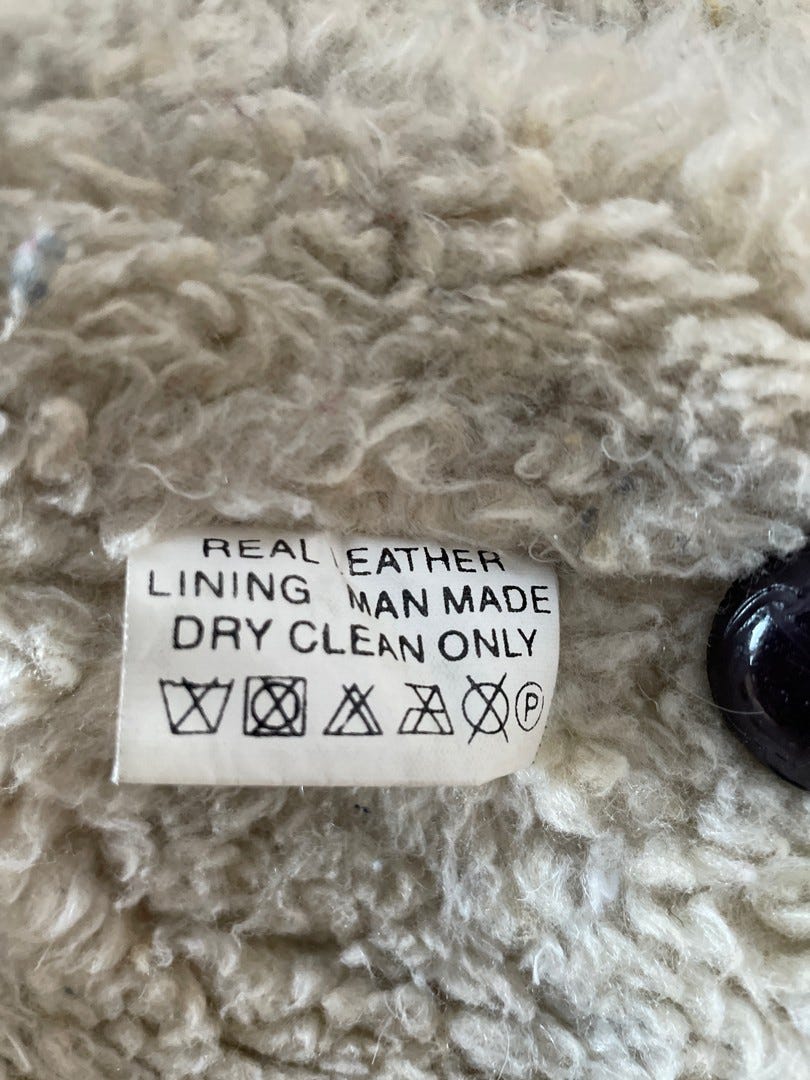 REAL LEATHER
LINING MAN MADE
DRY CLEAN ONLY
P